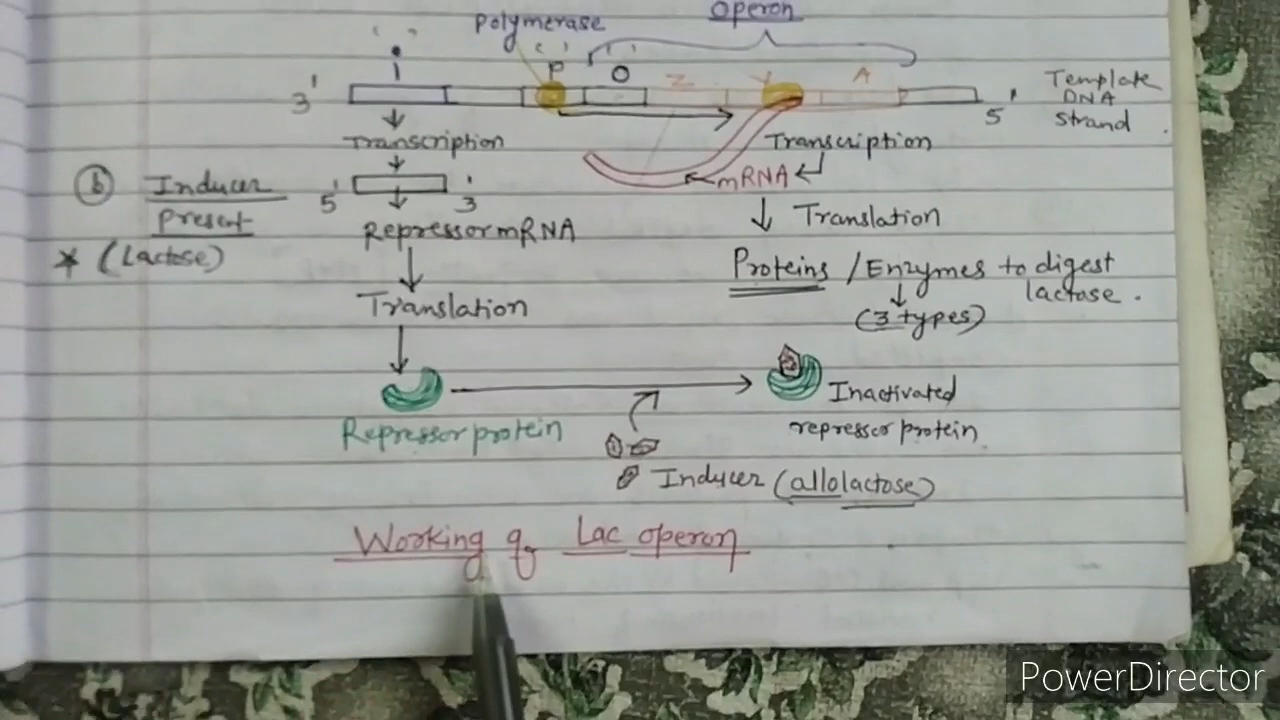 Polymerase
Operon
i
P
O
Z
Y
A
3'
5'
Template
DNA
strand
Transcription
Transcription
mRNA
(b) Inducer
present
* (Lactose)
5' 3'
Repressor mRNA
Translation
Translation
Proteins / Enzymes to digest
lactase.
(3 types)
Repressor protein
Inactivated
repressor protein
Inducer (allolactose)
Working of Lac operon
PowerDirector